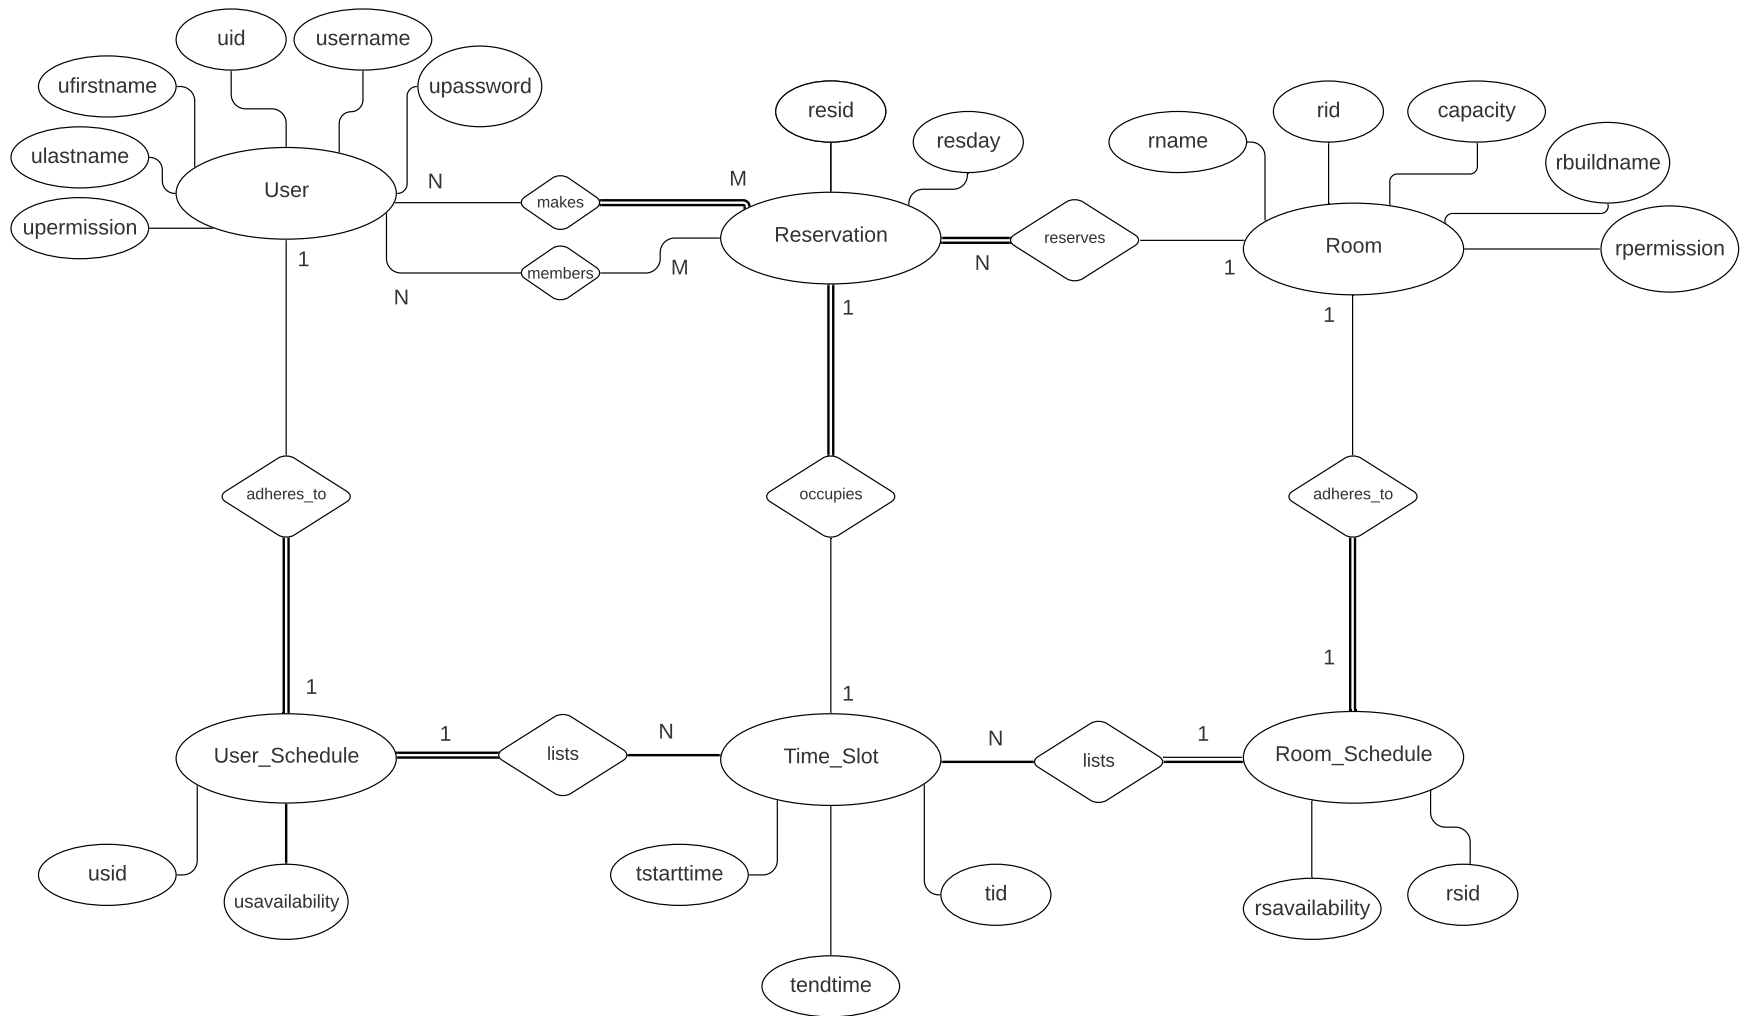 uid
username
ufirstname
upassword
ulastname
User
upermission
N
makes
M
members
N
M
1
resid
resday
Reservation
reserves
N
1
1
rname
rid
capacity
rbuildname
Room
rpermission
1
adheres_to
occupies
adheres_to
1
1
1
User_Schedule
1
lists
N
Time_Slot
N
lists
1
Room_Schedule
usid
usavailability
tstarttime
tid
tendtime
rsavailability
rsid